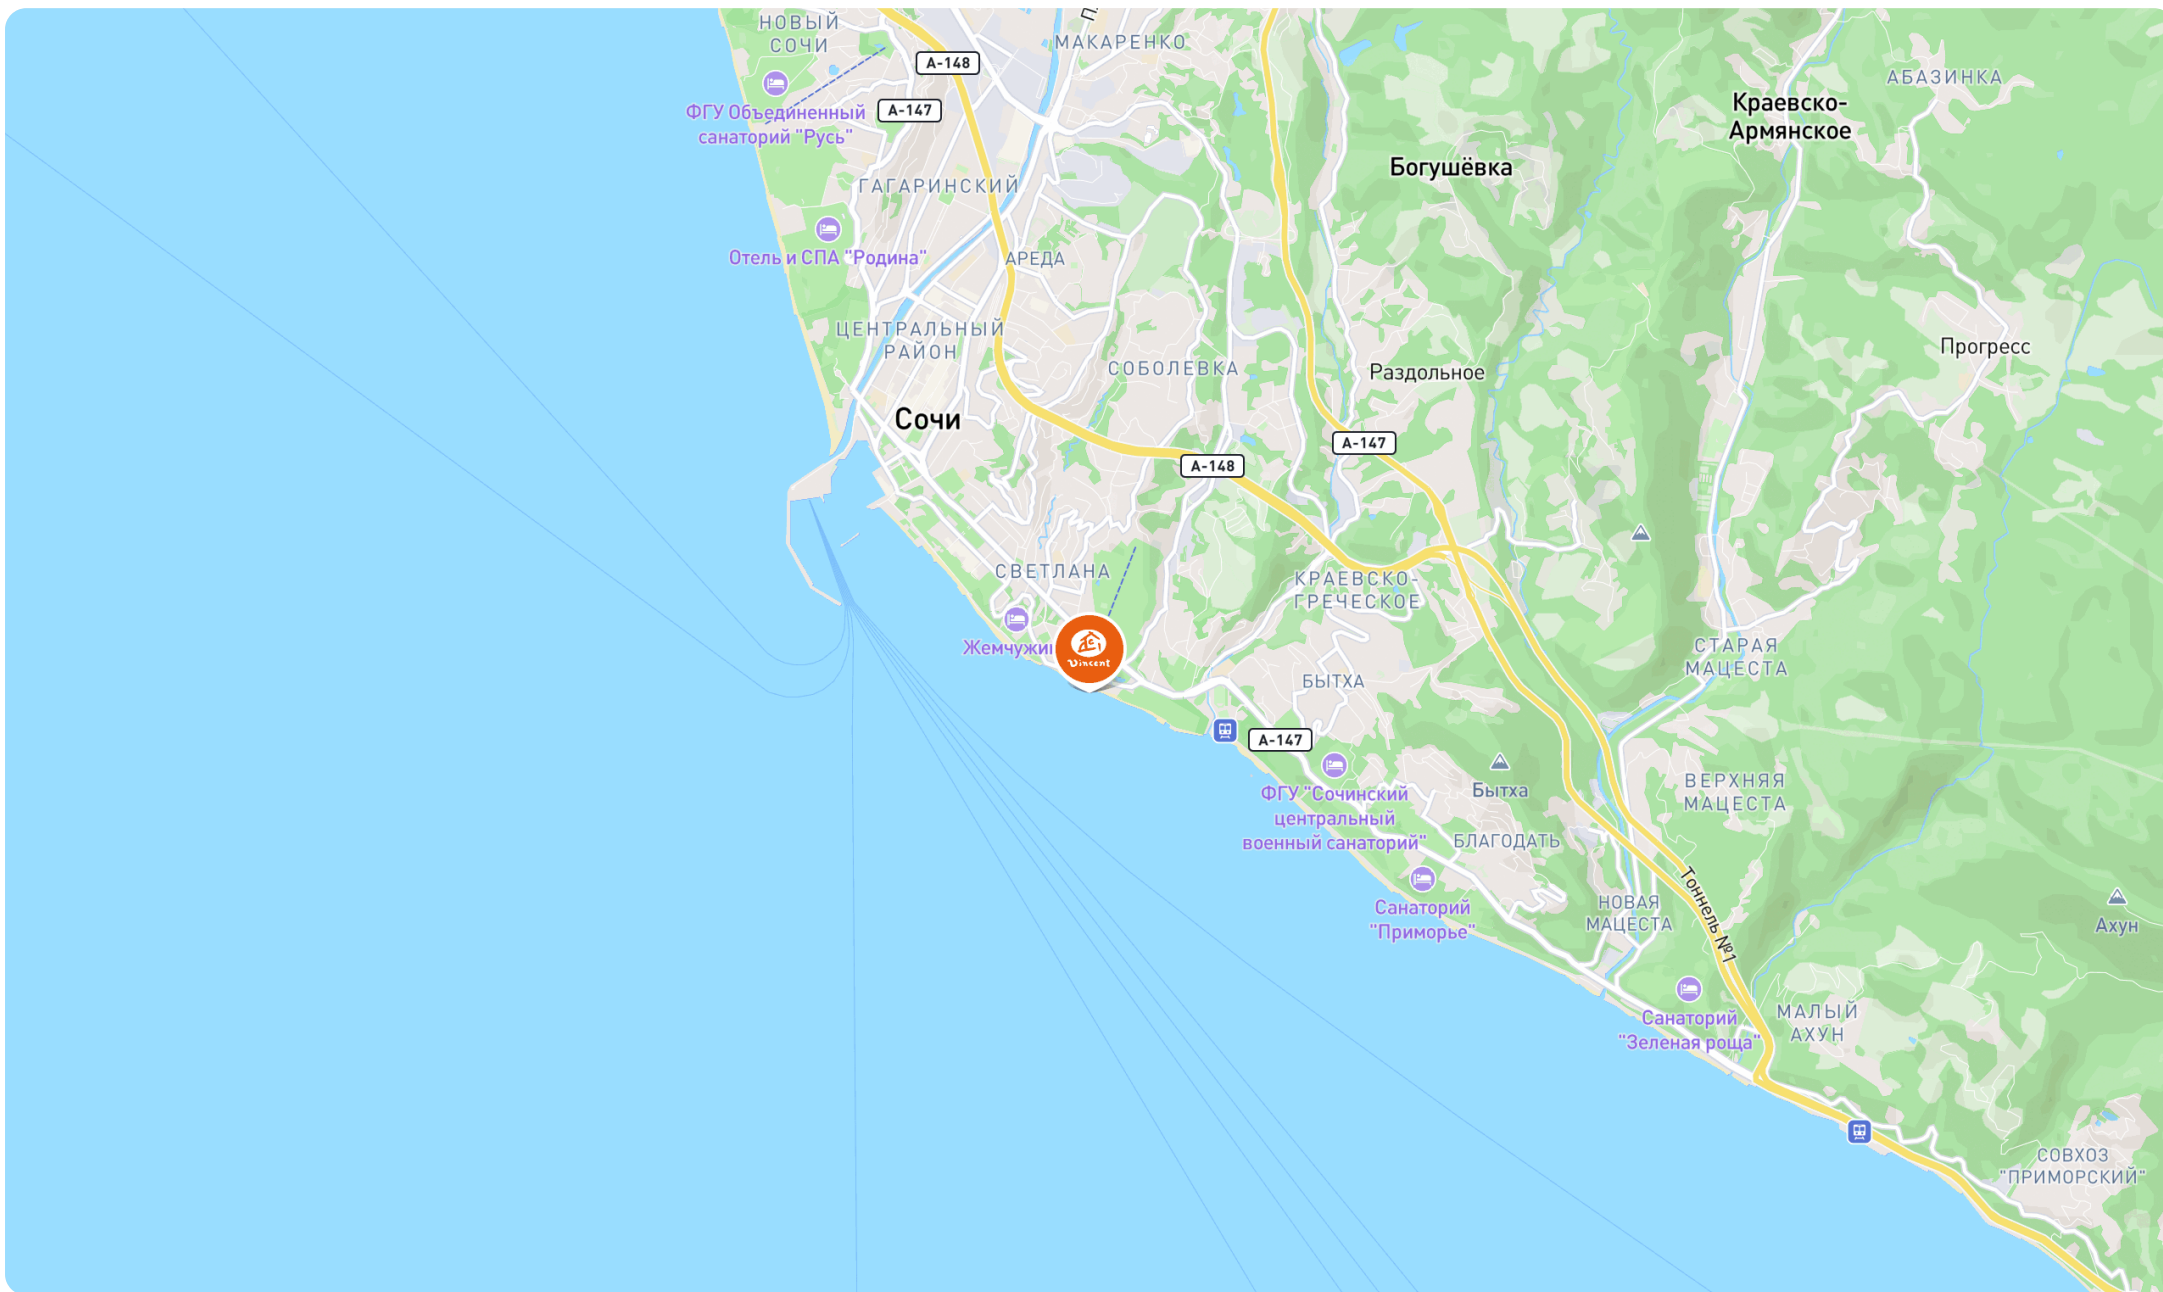 НОВЫЙ
СОЧИ
МАКАРЕНКО
А-148
А-147
ФГУ Объединенный
санаторий "Русь"
АБАЗИНКА
Краевско-
Армянское
Богушёвка
ГАГАРИНСКИЙ
Отель и СПА "Родина"
АРЕДА
ЦЕНТРАЛЬНЫЙ
РАЙОН
СОБОЛЕВКА
Раздольное
Прогресс
Сочи
А-148
А-147
СВЕТЛАНА
КРАЕВСКО-
ГРЕЧЕСКОЕ
Жемчужи
Vincent
БЫТХА
СТАРАЯ
МАЦЕСТА
А-147
ФГУ "Сочинский
центральный
военный санаторий"
Бытха
ВЕРХНЯЯ
МАЦЕСТА
БЛАГОДАТЬ
Тоннель №1
Санаторий
"Приморье"
НОВАЯ
МАЦЕСТА
Ахун
Санаторий
"Зеленая роща"
МАЛЫЙ
АХУН
СОВХОЗ
"ПРИМОРСКИЙ"